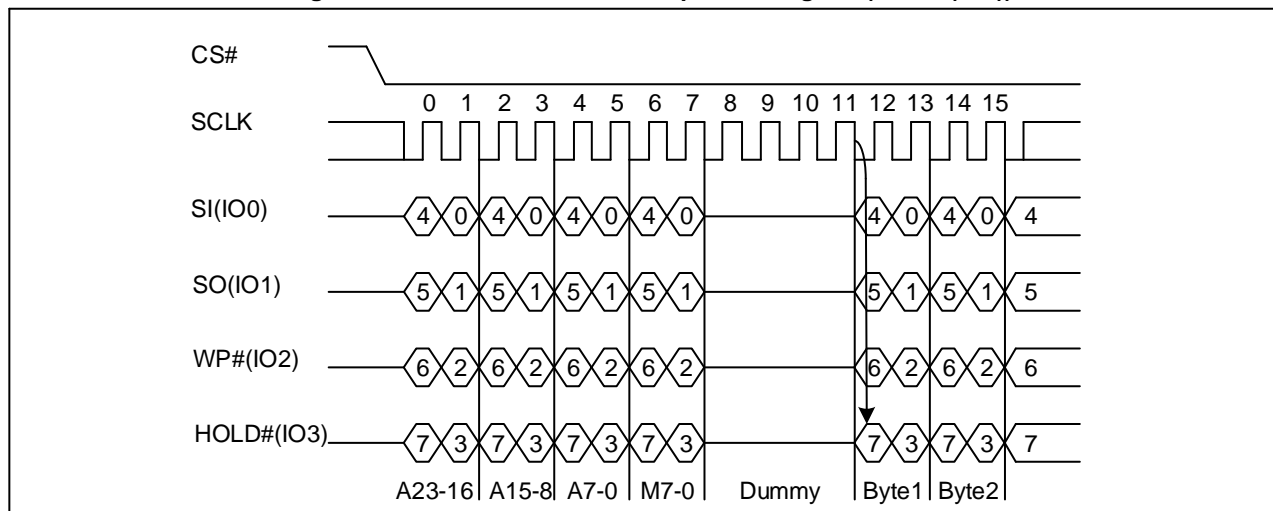 CS#
0 1 2 3 4 5 6 7 8 9 10 11 12 13 14 15
SCLK
SI(IO0) 4 0 4 0 4 0 4 0 4 0 4 0 4
SO(IO1) 5 1 5 1 5 1 5 1 5 1 5 1 5
WP#(IO2) 6 2 6 2 6 2 6 2 6 2 6 2 6
HOLD#(IO3) 7 3 7 3 7 3 7 3 7 3 7 3 7
A23-16 A15-8 A7-0 M7-0 Dummy Byte1 Byte2